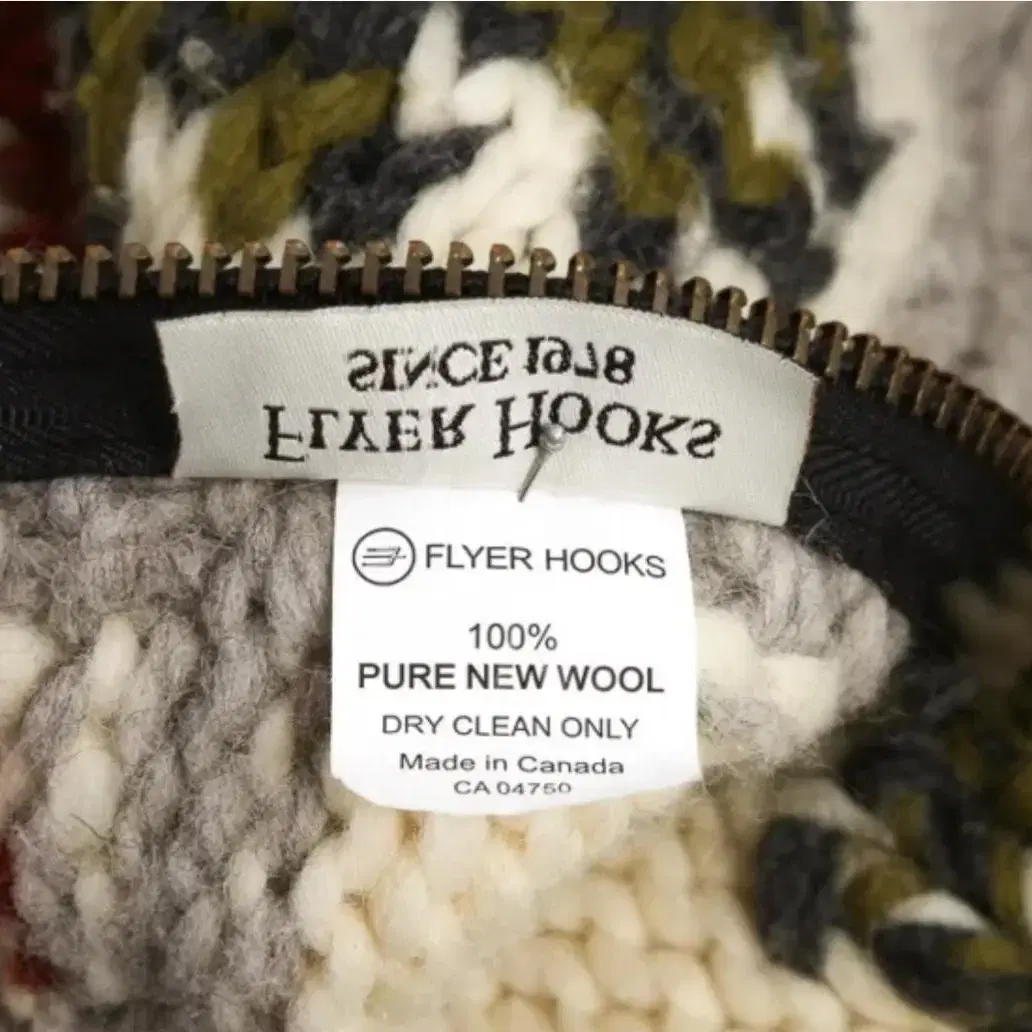 SINCE 1978
FLYER HOOKS
FLYER HOOKS
100%
PURE NEW WOOL
DRY CLEAN ONLY
Made in Canada
CA 04750